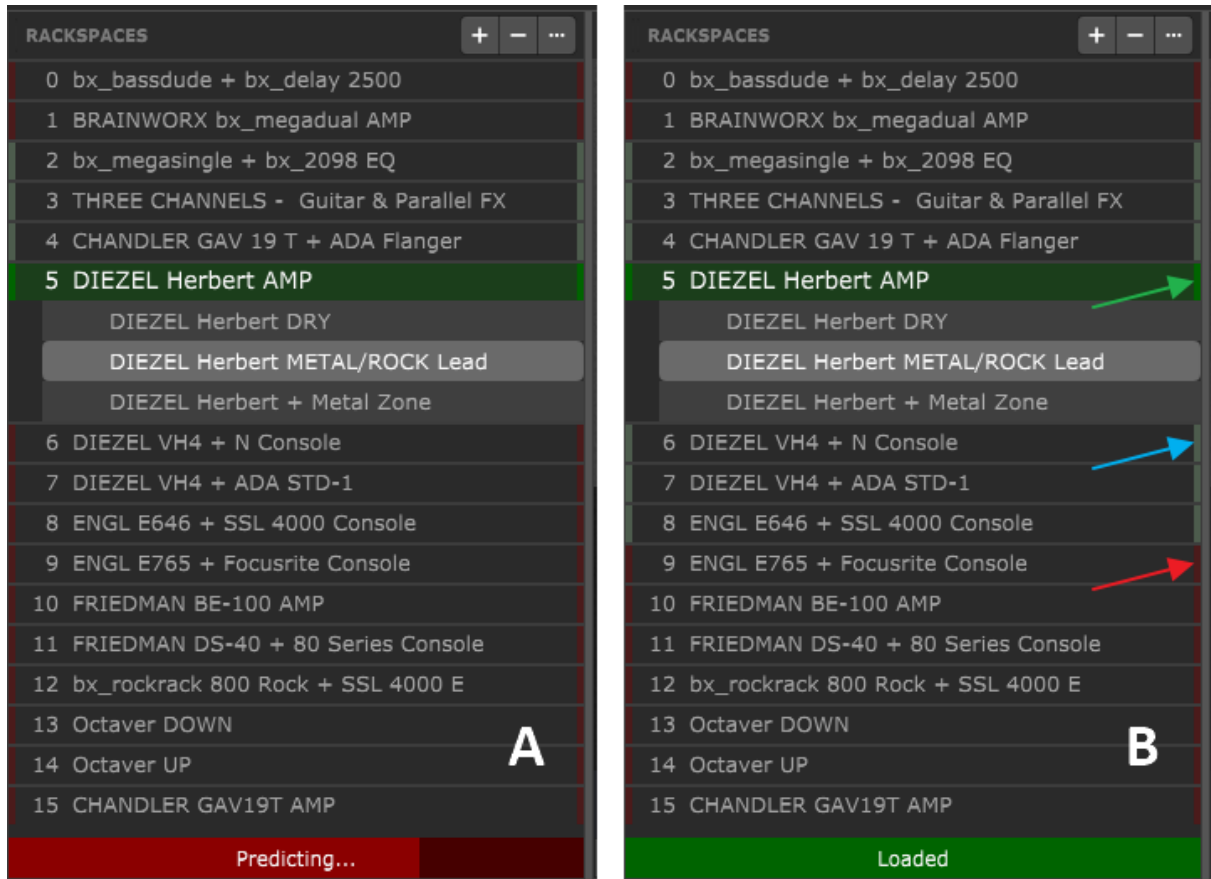 RACKSPACES + - ...
0 bx_bassdude + bx_delay 2500
1 BRAINWORX bx_megadual AMP
2 bx_megasingle + bx_2098 EQ
3 THREE CHANNELS -  Guitar & Parallel FX
4 CHANDLER GAV 19 T + ADA Flanger
5 DIEZEL Herbert AMP
DIEZEL Herbert DRY
DIEZEL Herbert METAL/ROCK Lead
DIEZEL Herbert + Metal Zone
6 DIEZEL VH4 + N Console
7 DIEZEL VH4 + ADA STD-1
8 ENGL E646 + SSL 4000 Console
9 ENGL E765 + Focusrite Console
10 FRIEDMAN BE-100 AMP
11 FRIEDMAN DS-40 + 80 Series Console
12 bx_rockrack 800 Rock + SSL 4000 E
13 Octaver DOWN
14 Octaver UP
15 CHANDLER GAV19T AMP
A
Predicting...
RACKSPACES + - ...
0 bx_bassdude + bx_delay 2500
1 BRAINWORX bx_megadual AMP
2 bx_megasingle + bx_2098 EQ
3 THREE CHANNELS -  Guitar & Parallel FX
4 CHANDLER GAV 19 T + ADA Flanger
5 DIEZEL Herbert AMP
DIEZEL Herbert DRY
DIEZEL Herbert METAL/ROCK Lead
DIEZEL Herbert + Metal Zone
6 DIEZEL VH4 + N Console
7 DIEZEL VH4 + ADA STD-1
8 ENGL E646 + SSL 4000 Console
9 ENGL E765 + Focusrite Console
10 FRIEDMAN BE-100 AMP
11 FRIEDMAN DS-40 + 80 Series Console
12 bx_rockrack 800 Rock + SSL 4000 E
13 Octaver DOWN
14 Octaver UP
15 CHANDLER GAV19T AMP
B
Loaded